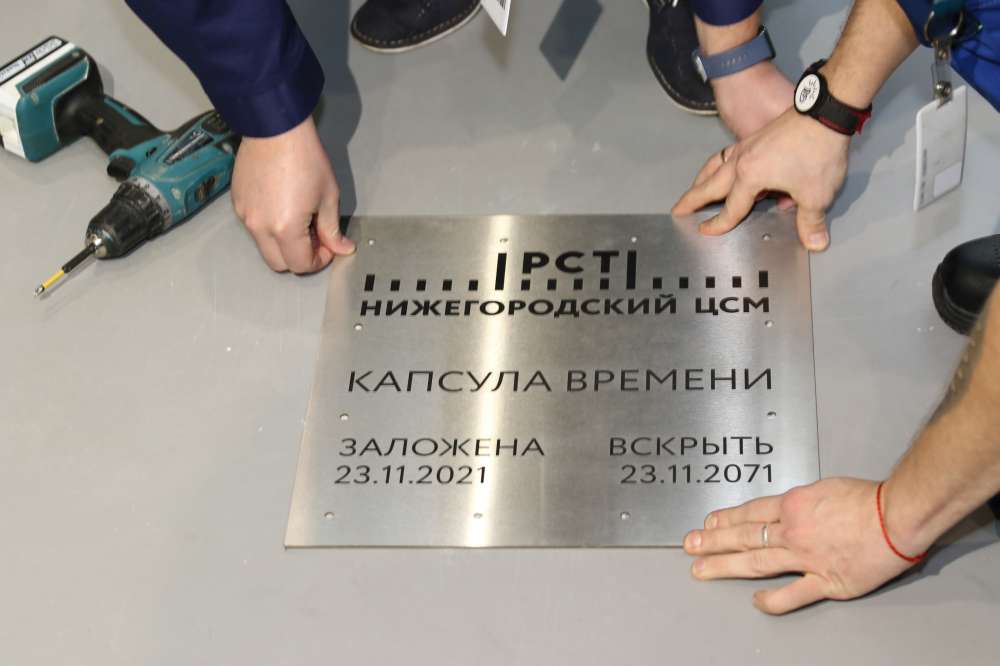 РСТ
НИЖЕГОРОДСКИЙ ЦСМ
КАПСУЛА ВРЕМЕНИ
ЗАЛОЖЕНА ВСКРЫТЬ
23.11.2021 23.11.2071